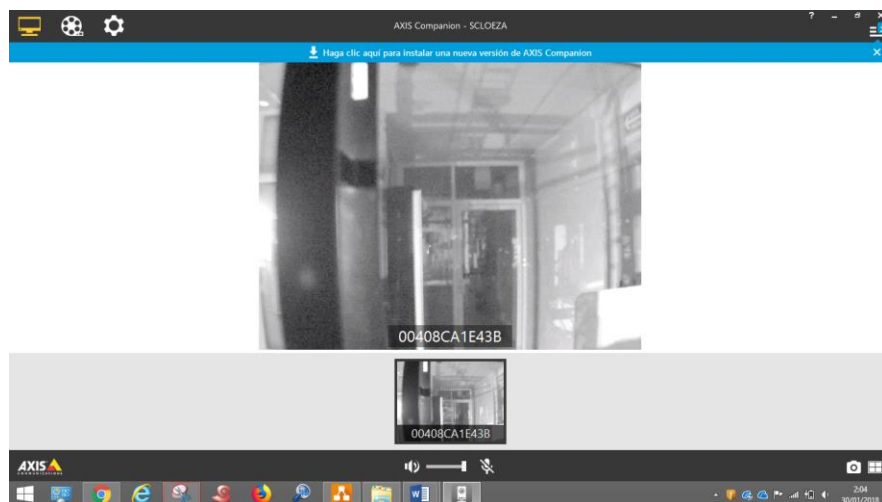 AXIS Companion - SCLOEZA
?
Haga clic aquí para instalar una nueva versión de AXIS Companion
00408CA1E43B
00408CA1E43B
AXIS
COMMUNICATIONS
2:04
30/01/2018